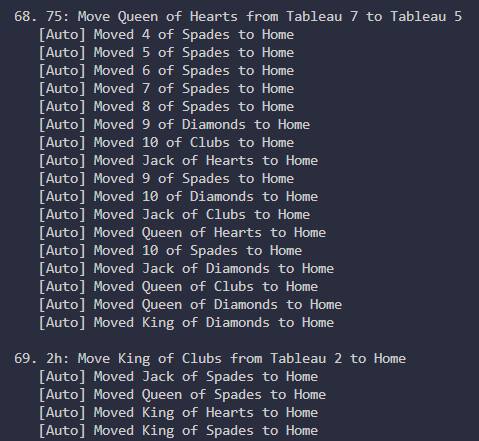 68. 75: Move Queen of Hearts from Tableau 7 to Tableau 5
[Auto] Moved 4 of Spades to Home
[Auto] Moved 5 of Spades to Home
[Auto] Moved 6 of Spades to Home
[Auto] Moved 7 of Spades to Home
[Auto] Moved 8 of Spades to Home
[Auto] Moved 9 of Diamonds to Home
[Auto] Moved 10 of Clubs to Home
[Auto] Moved Jack of Hearts to Home
[Auto] Moved 9 of Spades to Home
[Auto] Moved 10 of Diamonds to Home
[Auto] Moved Jack of Clubs to Home
[Auto] Moved Queen of Hearts to Home
[Auto] Moved 10 of Spades to Home
[Auto] Moved Jack of Diamonds to Home
[Auto] Moved Queen of Clubs to Home
[Auto] Moved Queen of Diamonds to Home
[Auto] Moved King of Diamonds to Home
69. 2h: Move King of Clubs from Tableau 2 to Home
[Auto] Moved Jack of Spades to Home
[Auto] Moved Queen of Spades to Home
[Auto] Moved King of Hearts to Home
[Auto] Moved King of Spades to Home